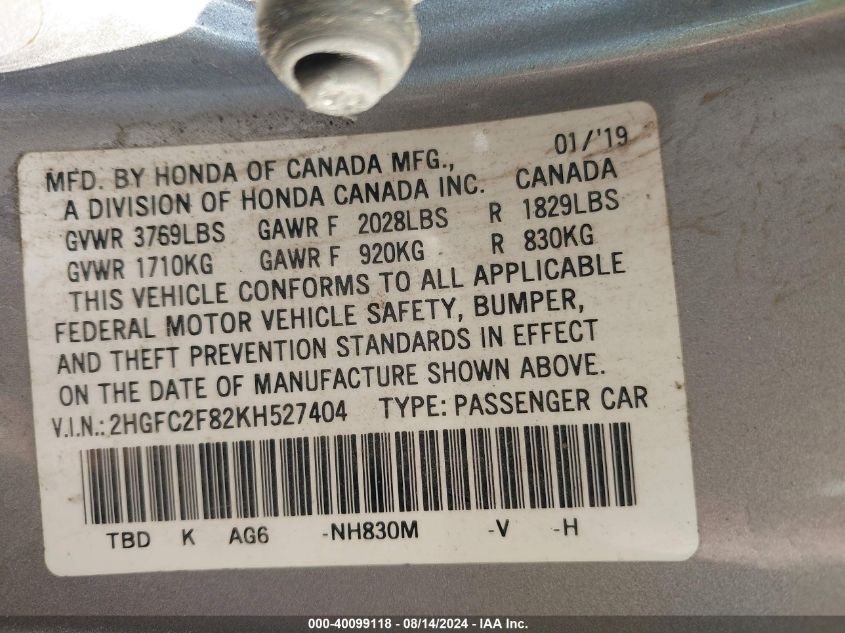 MFD. BY HONDA OF CANADA MFG., 01/'19
A DIVISION OF HONDA CANADA INC. CANADA
GVWR 3769LBS GAWR F 2028LBS R 1829LBS
GVWR 1710KG GAWR F 920KG R 830KG
THIS VEHICLE CONFORMS TO ALL APPLICABLE
FEDERAL MOTOR VEHICLE SAFETY, BUMPER,
AND THEFT PREVENTION STANDARDS IN EFFECT
ON THE DATE OF MANUFACTURE SHOWN ABOVE.
V.I.N.: 2HGFC2F82KH527404 TYPE: PASSENGER CAR
TBD K AG6 -NH830M -V -H
000-40099118 - 08/14/2024 - IAA Inc.